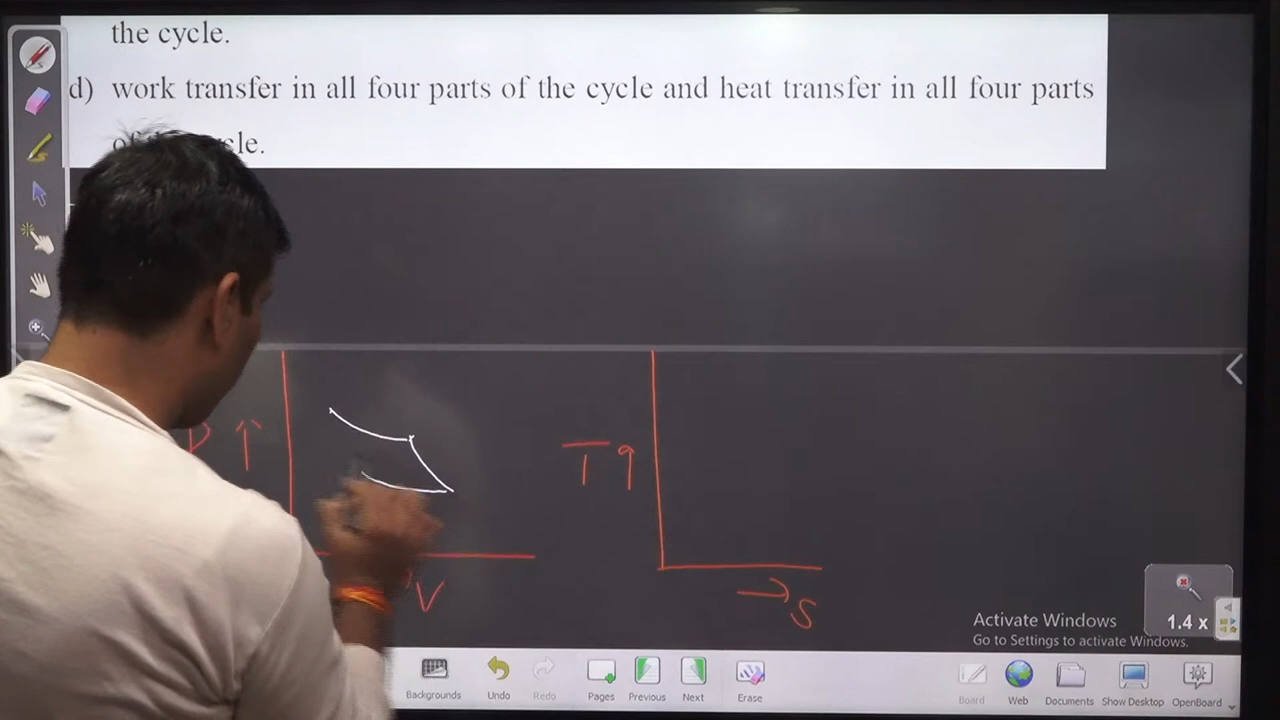 the cycle.
d) work transfer in all four parts of the cycle and heat transfer in all four parts
P ↑
T ↑
→ V
→ S
1.4 x
Activate Windows
Go to Settings to activate Windows.
Backgrounds
Undo
Redo
Pages
Previous
Next
Erase
Board
Web
Documents
Show Desktop
OpenBoard